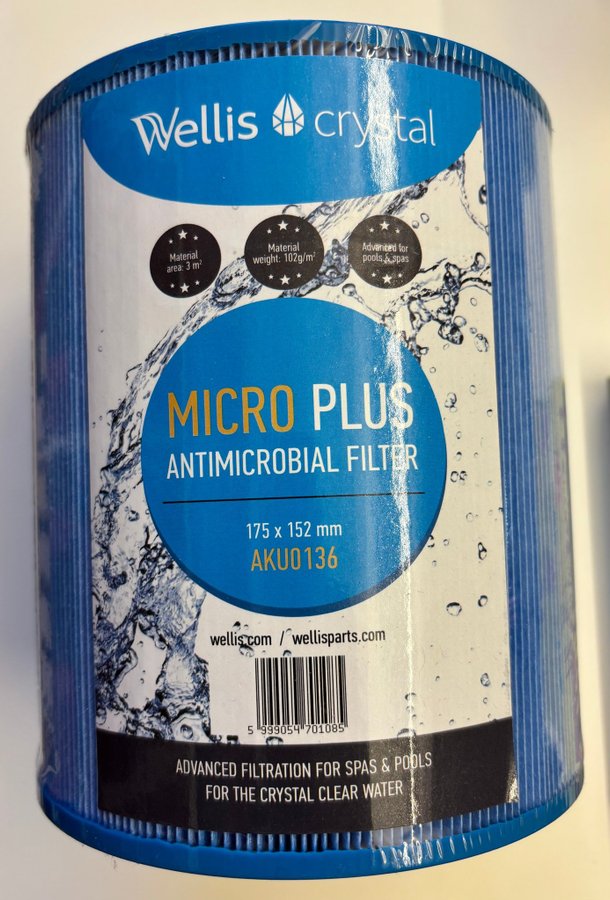 Wellis crystal
Material
area: 3 m²
Material
weight: 102g/m²
Advanced for
pools & spas
MICRO PLUS
ANTIMICROBIAL FILTER
175 x 152 mm
AKU0136
wellis.com / wellisparts.com
5 999054 701085
ADVANCED FILTRATION FOR SPAS & POOLS
FOR THE CRYSTAL CLEAR WATER